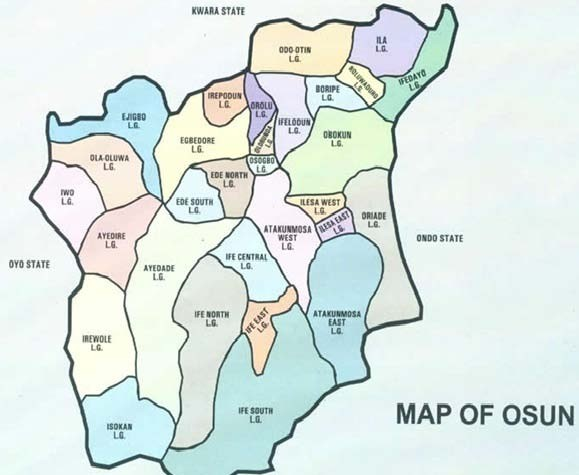 KWARA STATE
ODO-OTIN
L.G.
ILA
L.G.
IFEDAYO
L.G.
BOLUWADURO
L.G.
BORIPE
L.G.
IREPODUN
L.G.
OROLU
L.G.
IFELODUN
L.G.
EJIGBO
L.G.
EGBEDORE
L.G.
OLORUNDA
L.G.
OBOKUN
L.G.
OSOGBO
L.G.
OLA-OLUWA
L.G.
EDE NORTH
L.G.
IWO
L.G.
EDE SOUTH
L.G.
ILESA WEST
L.G.
ILESA EAST
L.G.
ORIADE
L.G.
AYEDIRE
L.G.
ATAKUNMOSA
WEST
L.G.
ONDO STATE
OYO STATE
AYEDADE
L.G.
IFE CENTRAL
L.G.
IFE NORTH
L.G.
IFE EAST
L.G.
ATAKUNMOSA
EAST
L.G.
IREWOLE
L.G.
ISOKAN
L.G.
IFE SOUTH
L.G.
MAP OF OSUN